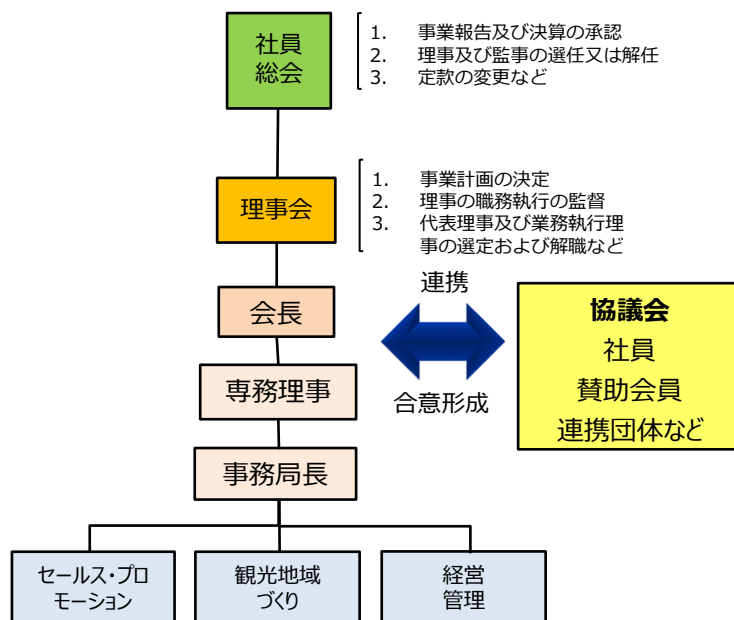 社員
総会
1. 事業報告及び決算の承認
2. 理事及び監事の選任又は解任
3. 定款の変更など
理事会
1. 事業計画の決定
2. 理事の職務執行の監督
3. 代表理事及び業務執行理
事の選定および解職など
会長
連携
合意形成
協議会
社員
賛助会員
連携団体など
専務理事
事務局長
セールス・プロ
モーション
観光地域
づくり
経営
管理